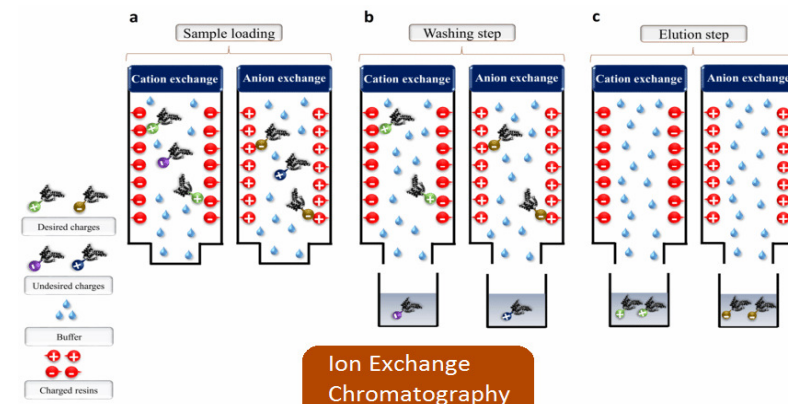 a
Sample loading
b
Washing step
c
Elution step
Cation exchange
Anion exchange
Cation exchange
Anion exchange
Cation exchange
Anion exchange
Desired charges
Undesired charges
Buffer
Charged resins
Ion Exchange
Chromatography